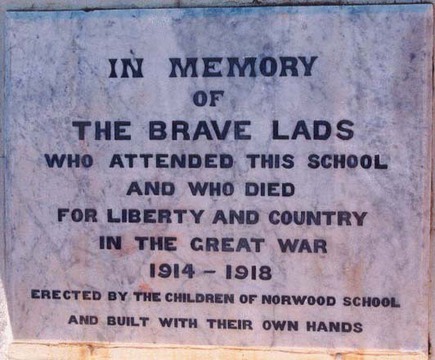 IN MEMORY
OF
THE BRAVE LADS
WHO ATTENDED THIS SCHOOL
AND WHO DIED
FOR LIBERTY AND COUNTRY
IN THE GREAT WAR
1914 - 1918
ERECTED BY THE CHILDREN OF NORWOOD SCHOOL
AND BUILT WITH THEIR OWN HANDS